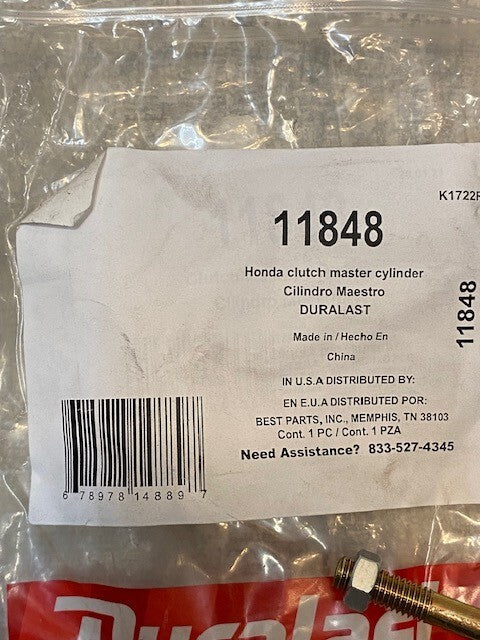 K1722R
11848
Honda clutch master cylinder
Cilindro Maestro
DURALAST
Made in / Hecho En
China
IN U.S.A DISTRIBUTED BY:
EN E.U.A DISTRIBUTED POR:
BEST PARTS, INC., MEMPHIS, TN 38103
Cont. 1 PC / Cont. 1 PZA
Need Assistance? 833-527-4345
11848
6 78978 14889 7
Duralast